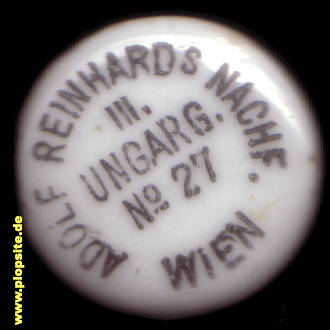 ADOLF REINHARDS NACHF.
III.
UNGARG.
No 27
WIEN
www.plopsite.de